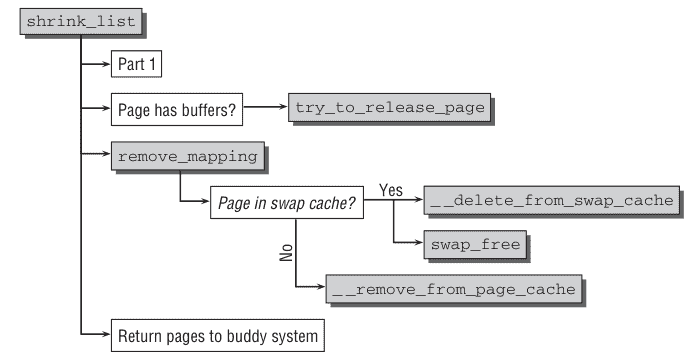 shrink_list
Part 1
Page has buffers?
try_to_release_page
remove_mapping
Page in swap cache?
Yes
__delete_from_swap_cache
swap_free
No
__remove_from_page_cache
Return pages to buddy system